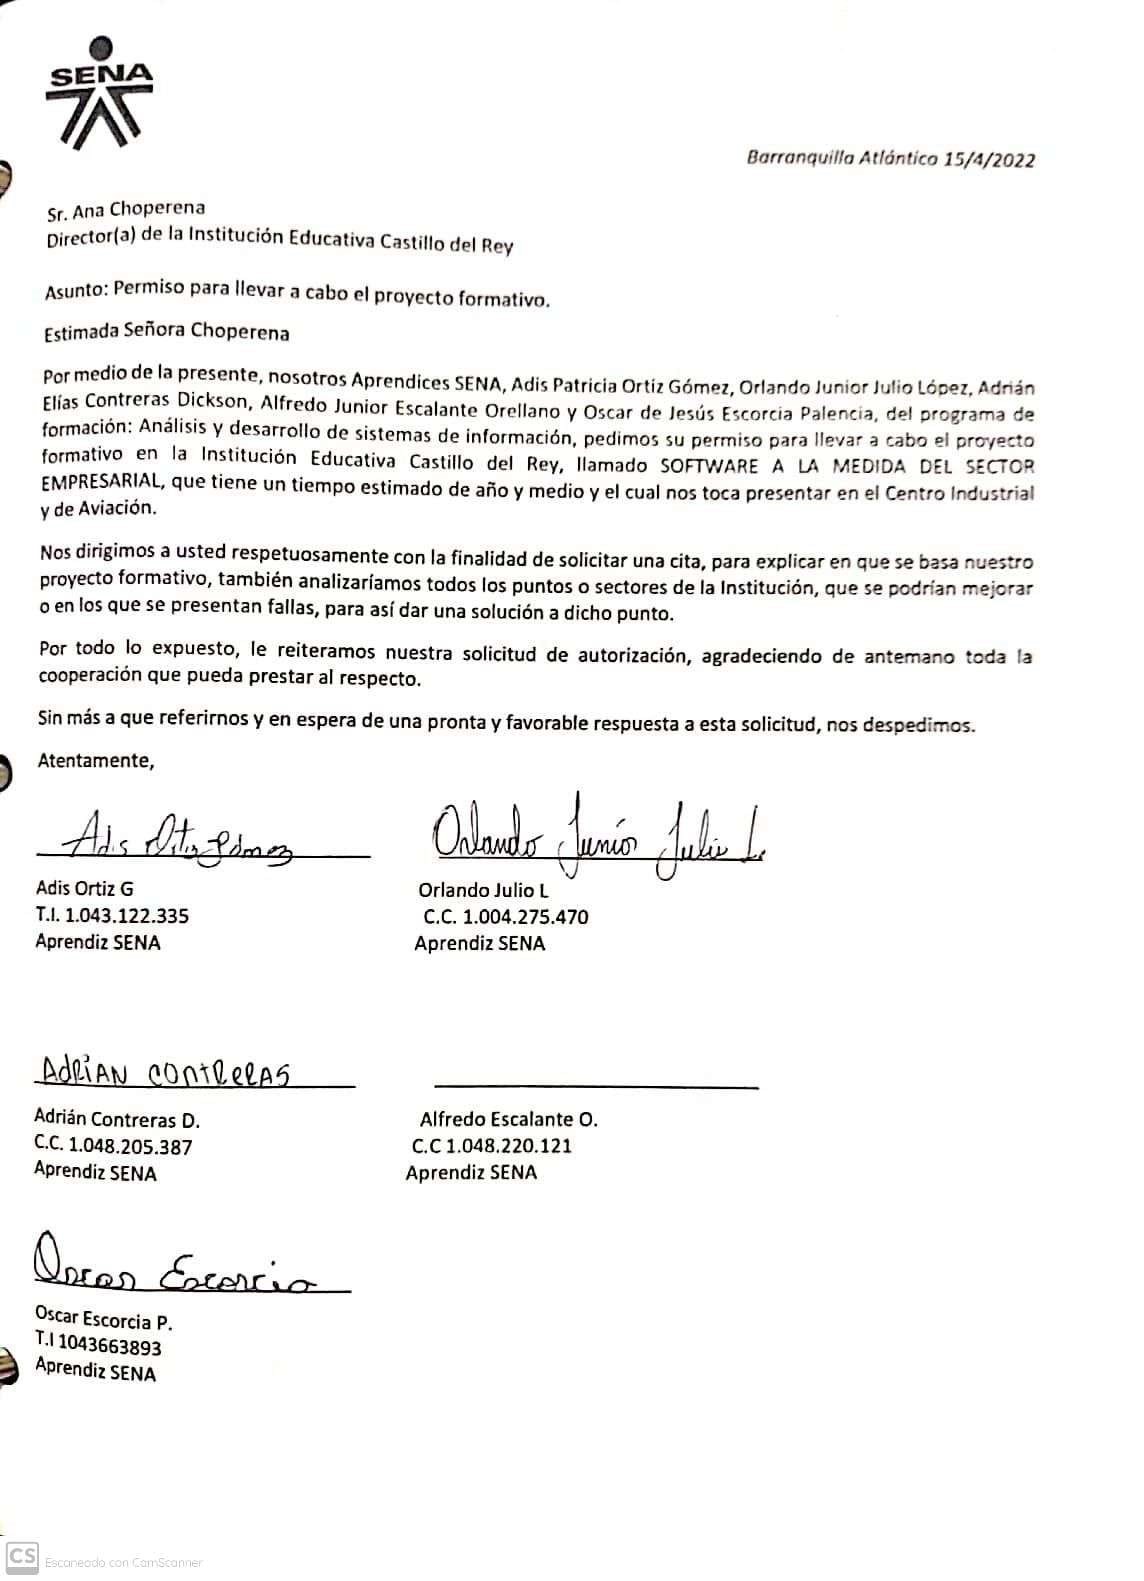 SENA
Barranquilla Atlántico 15/4/2022
Sr. Ana Choperena
Director(a) de la Institución Educativa Castillo del Rey
Asunto: Permiso para llevar a cabo el proyecto formativo.
Estimada Señora Choperena
Por medio de la presente, nosotros Aprendices SENA, Adis Patricia Ortiz Gómez, Orlando Junior Julio López, Adrián
Elías Contreras Dickson, Alfredo Junior Escalante Orellano y Oscar de Jesús Escorcia Palencia, del programa de
formación: Análisis y desarrollo de sistemas de información, pedimos su permiso para llevar a cabo el proyecto
formativo en la Institución Educativa Castillo del Rey, llamado SOFTWARE A LA MEDIDA DEL SECTOR
EMPRESARIAL, que tiene un tiempo estimado de año y medio y el cual nos toca presentar en el Centro Industrial
y de Aviación.
Nos dirigimos a usted respetuosamente con la finalidad de solicitar una cita, para explicar en que se basa nuestro
proyecto formativo, también analizaríamos todos los puntos o sectores de la Institución, que se podrían mejorar
o en los que se presentan fallas, para así dar una solución a dicho punto.
Por todo lo expuesto, le reiteramos nuestra solicitud de autorización, agradeciendo de antemano toda la
cooperación que pueda prestar al respecto.
Sin más a que referirnos y en espera de una pronta y favorable respuesta a esta solicitud, nos despedimos.
Atentamente,
Adis Ortiz Gómez Orlando Junior Julio L.
Adis Ortiz G Orlando Julio L
T.I. 1.043.122.335 C.C. 1.004.275.470
Aprendiz SENA Aprendiz SENA
ADRIAN CONTRERAS
Adrián Contreras D. Alfredo Escalante O.
C.C. 1.048.205.387 C.C 1.048.220.121
Aprendiz SENA Aprendiz SENA
Oscar Escorcia
Oscar Escorcia P.
T.I 1043663893
Aprendiz SENA
CS Escaneado con CamScanner